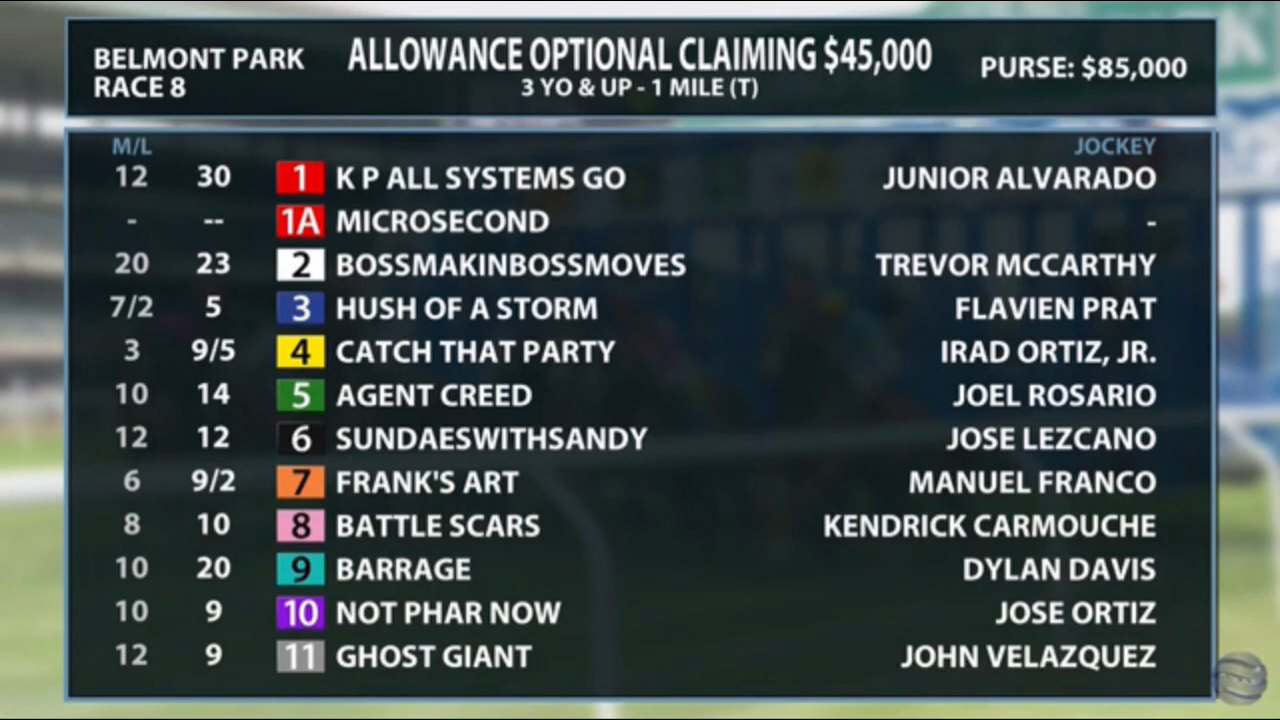 BELMONT PARK
RACE 8
ALLOWANCE OPTIONAL CLAIMING $45,000
3 YO & UP - 1 MILE (T)
PURSE: $85,000
M/L JOCKEY
12 30 1 K P ALL SYSTEMS GO JUNIOR ALVARADO
- -- 1A MICROSECOND -
20 23 2 BOSSMAKINBOSSMOVES TREVOR MCCARTHY
7/2 5 3 HUSH OF A STORM FLAVIEN PRAT
3 9/5 4 CATCH THAT PARTY IRAD ORTIZ, JR.
10 14 5 AGENT CREED JOEL ROSARIO
12 12 6 SUNDAESWITHSANDY JOSE LEZCANO
6 9/2 7 FRANK'S ART MANUEL FRANCO
8 10 8 BATTLE SCARS KENDRICK CARMOUCHE
10 20 9 BARRAGE DYLAN DAVIS
10 9 10 NOT PHAR NOW JOSE ORTIZ
12 9 11 GHOST GIANT JOHN VELAZQUEZ